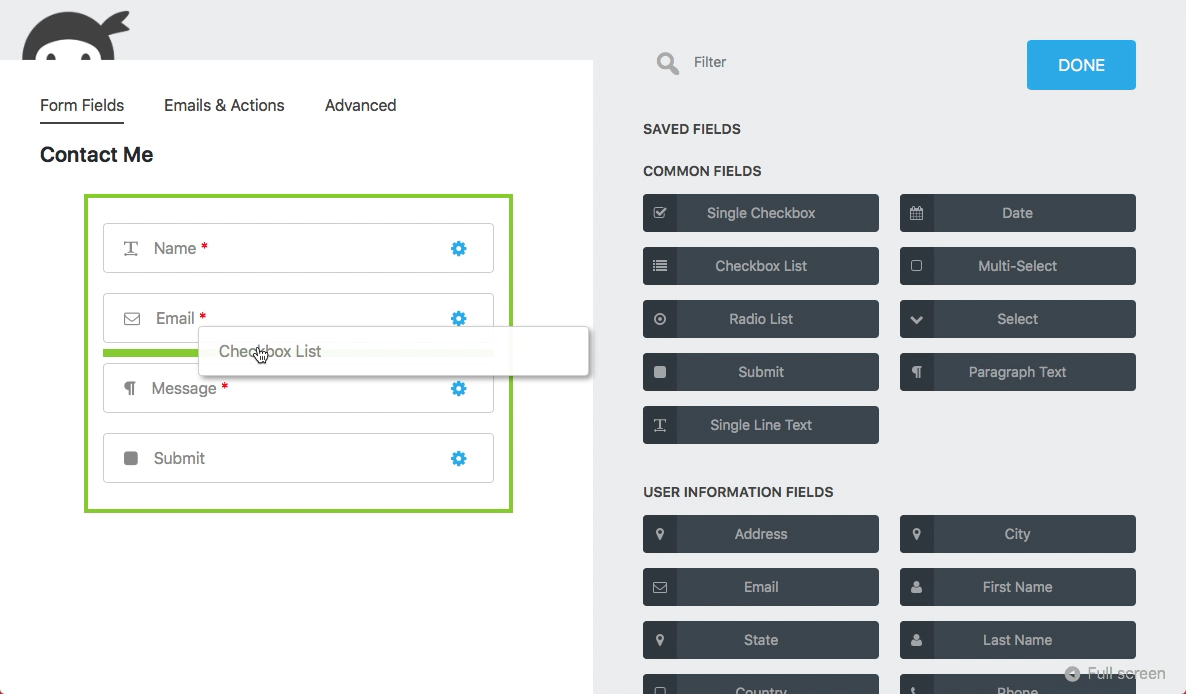 Form Fields Emails & Actions Advanced
Contact Me
Name *
Email *
Checkbox List
Message *
Submit
Filter
DONE
SAVED FIELDS
COMMON FIELDS
Single Checkbox Date
Checkbox List Multi-Select
Radio List Select
Submit Paragraph Text
Single Line Text
USER INFORMATION FIELDS
Address City
Email First Name
State Last Name
Country Phone
Full screen